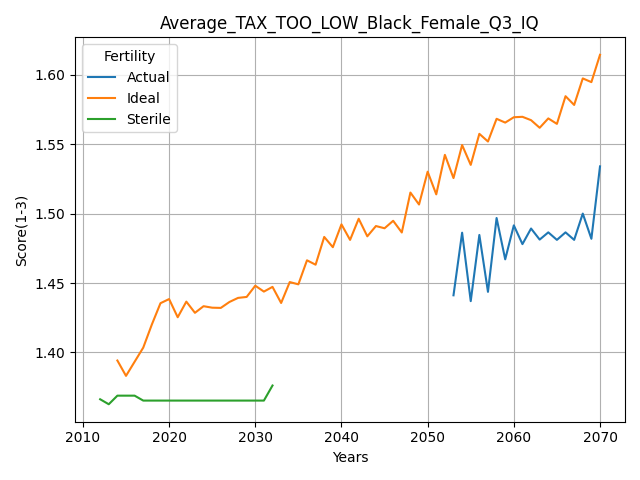 Average_TAX_TOO_LOW_Black_Female_Q3_IQ
Fertility
Actual
Ideal
Sterile
Score(1-3)
1.60
1.55
1.50
1.45
1.40
2010 2020 2030 2040 2050 2060 2070
Years